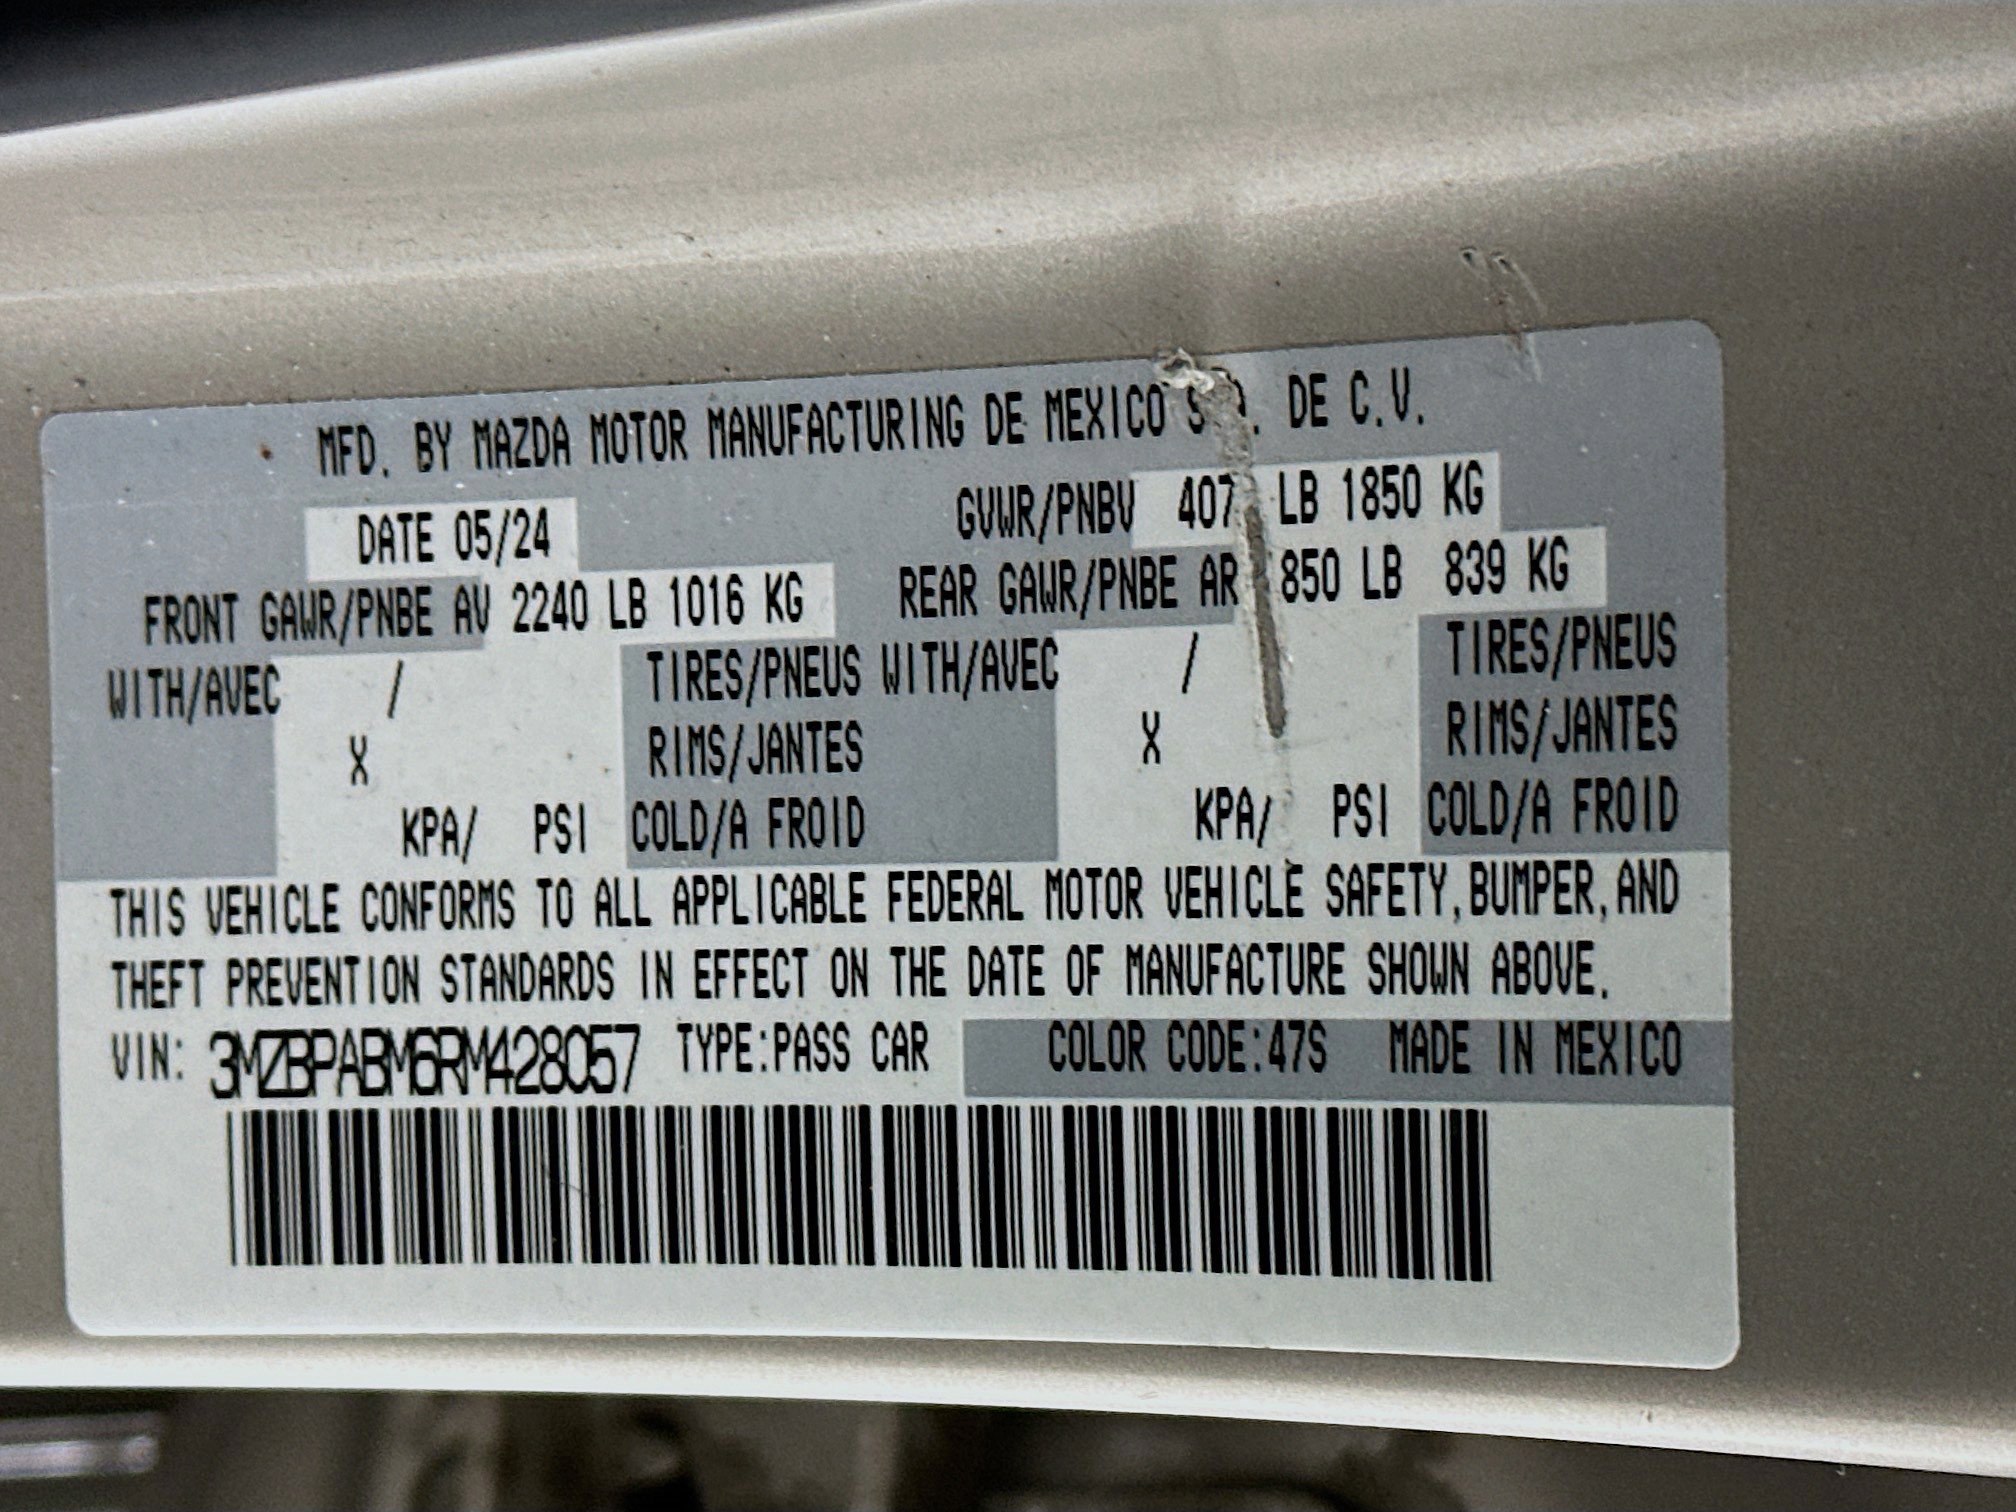 MFD. BY MAZDA MOTOR MANUFACTURING DE MEXICO DE C.V.
DATE 05/24 GVWR/PNBV LB 1850 KG
FRONT GAWR/PNBE AV 2240 LB 1016 KG REAR GAWR/PNBE AR LB 839 KG
WITH/AVEC / TIRES/PNEUS WITH/AVEC / TIRES/PNEUS
X RIMS/JANTES X RIMS/JANTES
KPA/ PSI COLD/A FROID KPA/ PSI COLD/A FROID
THIS VEHICLE CONFORMS TO ALL APPLICABLE FEDERAL MOTOR VEHICLE SAFETY, BUMPER, AND
THEFT PREVENTION STANDARDS IN EFFECT ON THE DATE OF MANUFACTURE SHOWN ABOVE.
VIN: 3MZBPABM6RM428057 TYPE:PASS CAR COLOR CODE:47S MADE IN MEXICO